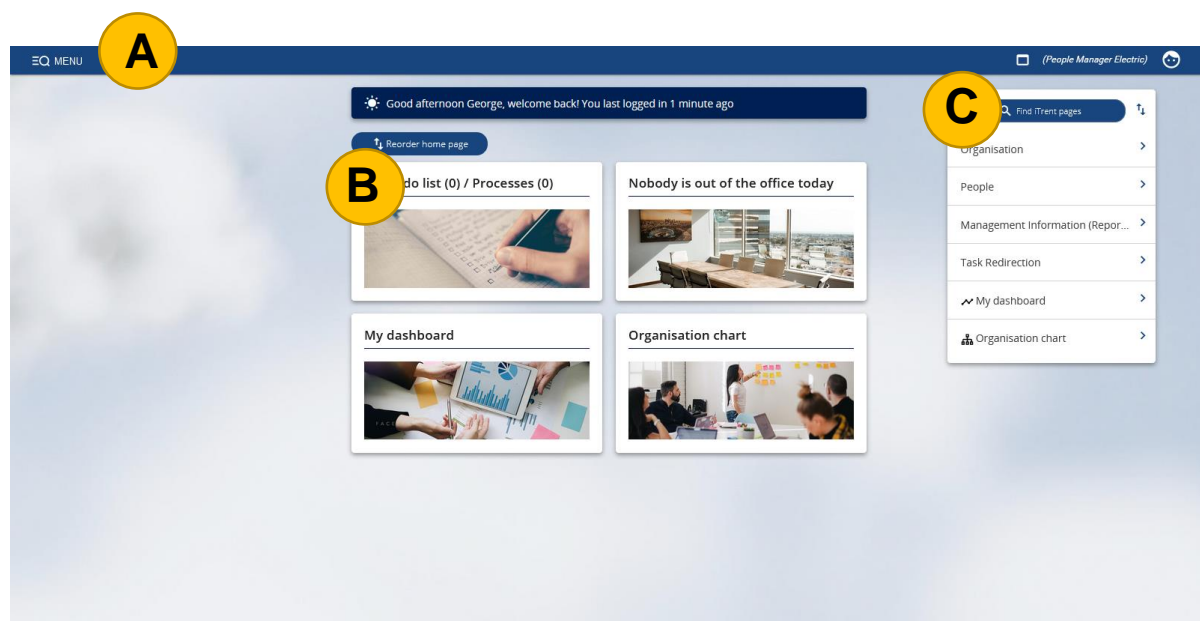 A
MENU
(People Manager Electric)
Good afternoon George, welcome back! You last logged in 1 minute ago
C
Find iTrent pages
Reorder home page
B
do list (0) / Processes (0)
Nobody is out of the office today
Organisation
People
Management Information (Repor...
Task Redirection
My dashboard
Organisation chart
My dashboard
Organisation chart